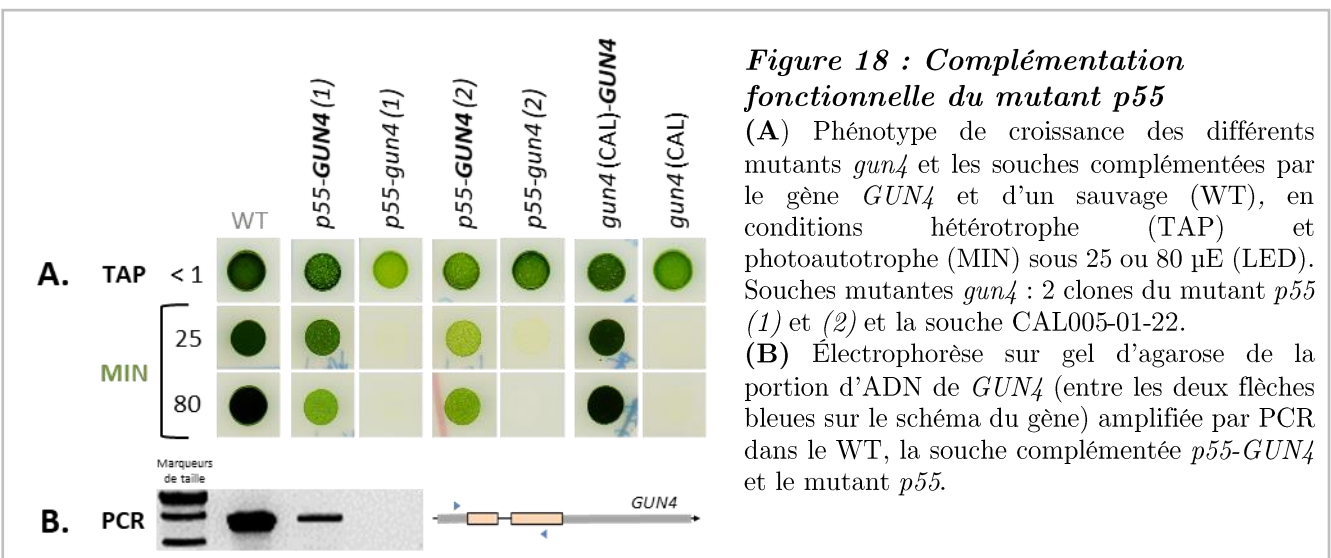 Figure 18 : Complémentation
fonctionnelle du mutant p55
(A) Phénotype de croissance des différents
mutants gun4 et les souches complémentées par
le gène GUN4 et d'un sauvage (WT), en
conditions hétérotrophe (TAP) et
photoautotrophe (MIN) sous 25 ou 80 µE (LED).
Souches mutantes gun4 : 2 clones du mutant p55
(1) et (2) et la souche CAL005-01-22.
(B) Électrophorèse sur gel d'agarose de la
portion d'ADN de GUN4 (entre les deux flèches
bleues sur le schéma du gène) amplifiée par PCR
dans le WT, la souche complémentée p55-GUN4
et le mutant p55.
WT
p55-GUN4 (1)
p55-gun4 (1)
p55-GUN4 (2)
p55-gun4 (2)
gun4 (CAL)-GUN4
gun4 (CAL)
A. TAP < 1
MIN
25
80
Marqueurs
de taille
B. PCR
GUN4